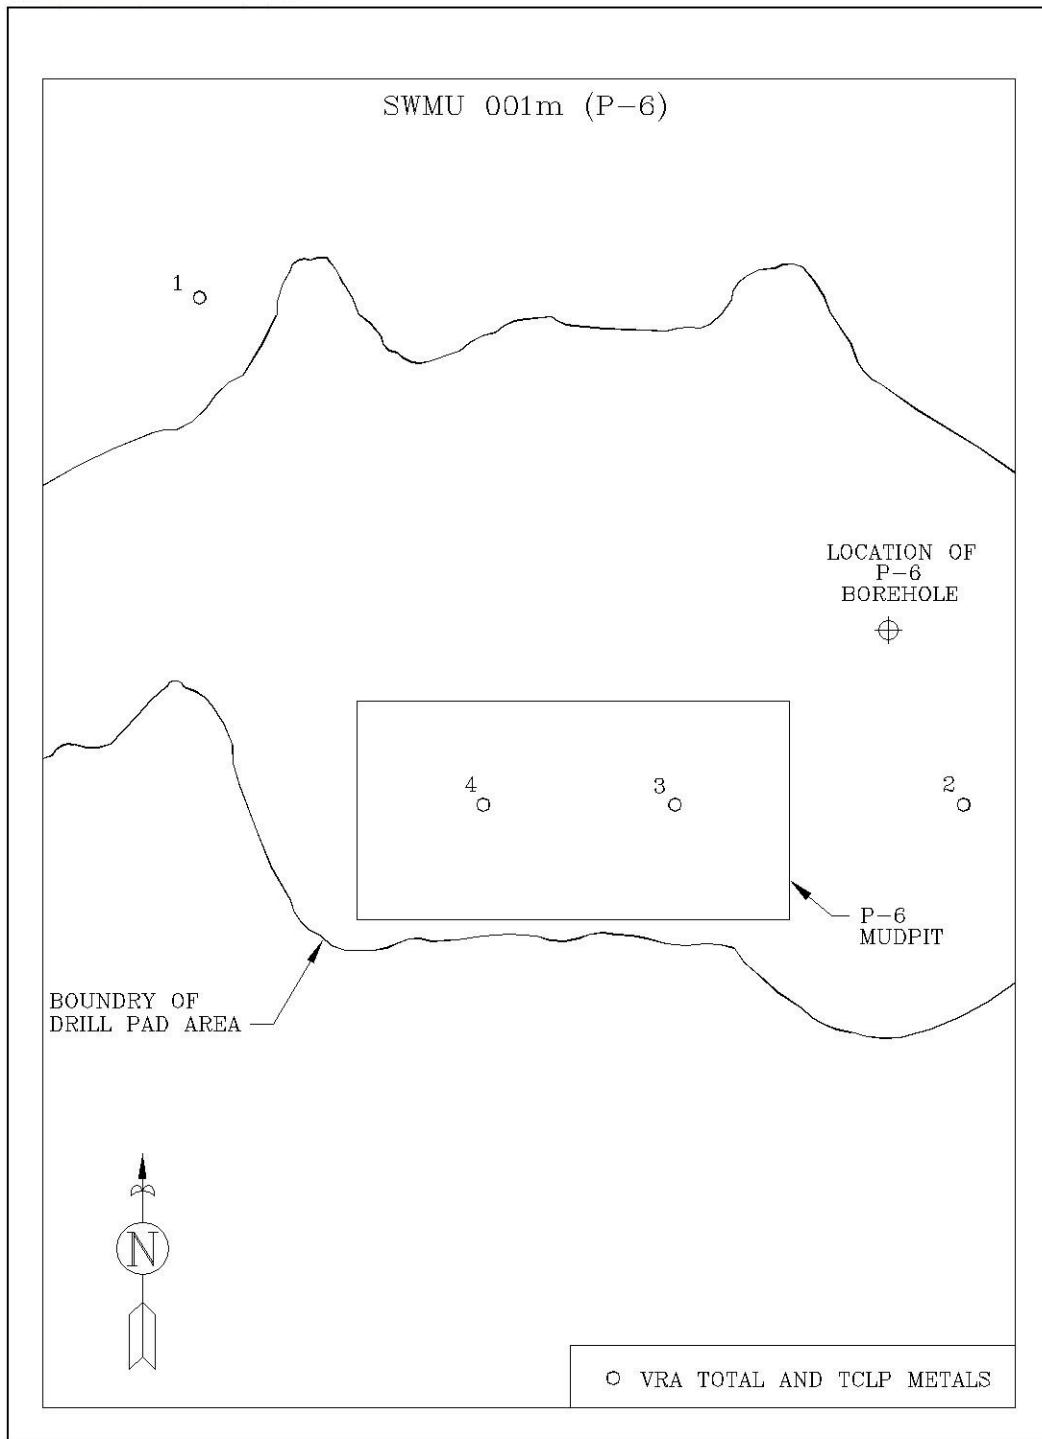 SWMU 001m (P-6)
1
LOCATION OF
P-6
BOREHOLE
4
3
2
P-6
MUDPIT
BOUNDRY OF
DRILL PAD AREA
N
VRA TOTAL AND TCLP METALS